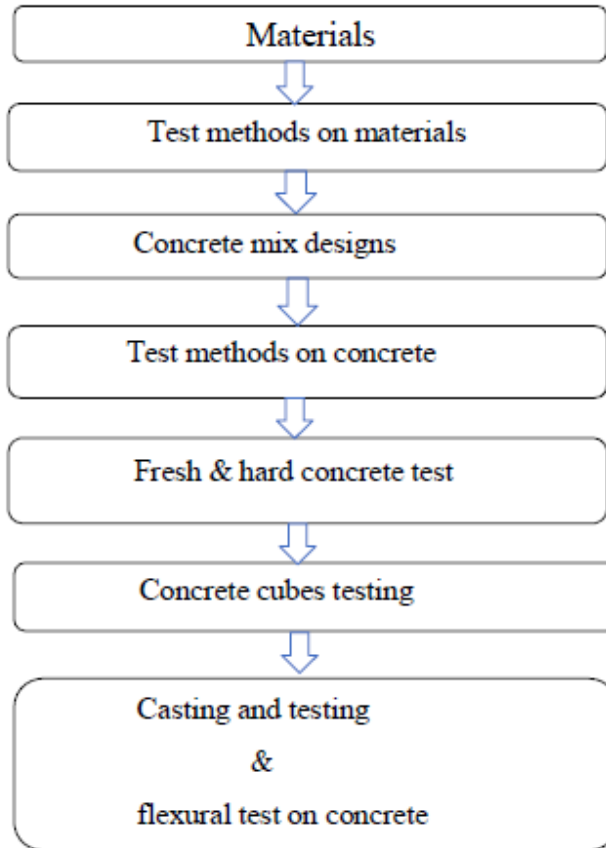 Materials
Test methods on materials
Concrete mix designs
Test methods on concrete
Fresh & hard concrete test
Concrete cubes testing
Casting and testing
&
flexural test on concrete